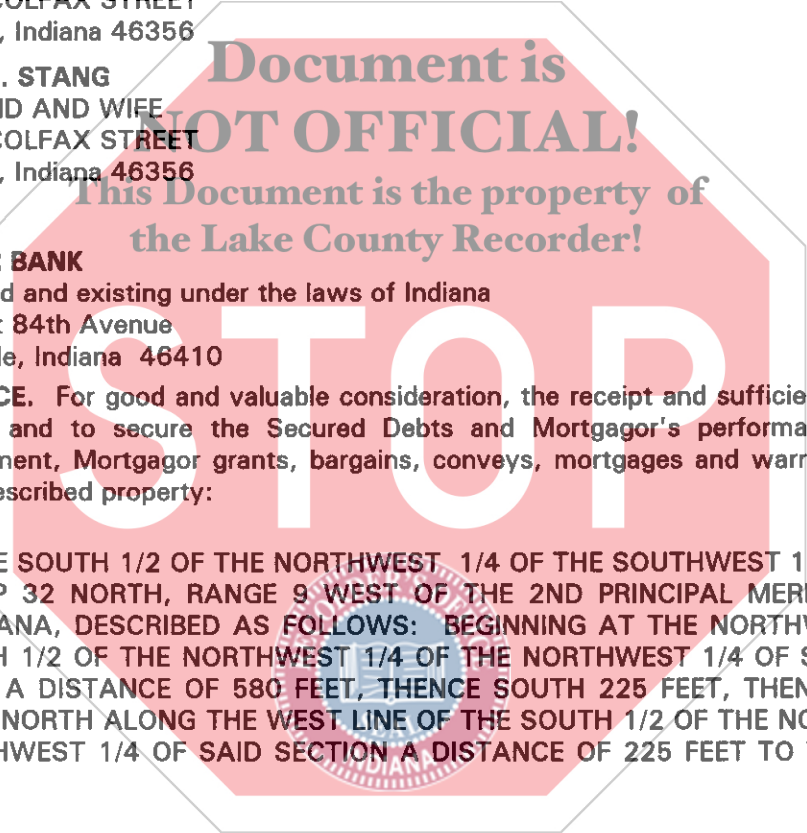 COLFAX STREET
, Indiana 46356
. STANG
ND AND WIFE
COLFAX STREET
, Indiana 46356
Document is
NOT OFFICIAL!
This Document is the property of
the Lake County Recorder!
BANK
d and existing under the laws of Indiana
84th Avenue
le, Indiana 46410
STOP
CE. For good and valuable consideration, the receipt and sufficie
and to secure the Secured Debts and Mortgagor's performa
ment, Mortgagor grants, bargains, conveys, mortgages and warr
escribed property:
E SOUTH 1/2 OF THE NORTHWEST 1/4 OF THE SOUTHWEST 1
P 32 NORTH, RANGE 9 WEST OF THE 2ND PRINCIPAL MERI
ANA, DESCRIBED AS FOLLOWS: BEGINNING AT THE NORTHW
H 1/2 OF THE NORTHWEST 1/4 OF THE NORTHWEST 1/4 OF S
A DISTANCE OF 580 FEET, THENCE SOUTH 225 FEET, THEN
NORTH ALONG THE WEST LINE OF THE SOUTH 1/2 OF THE NO
HWEST 1/4 OF SAID SECTION A DISTANCE OF 225 FEET TO
INDIANA